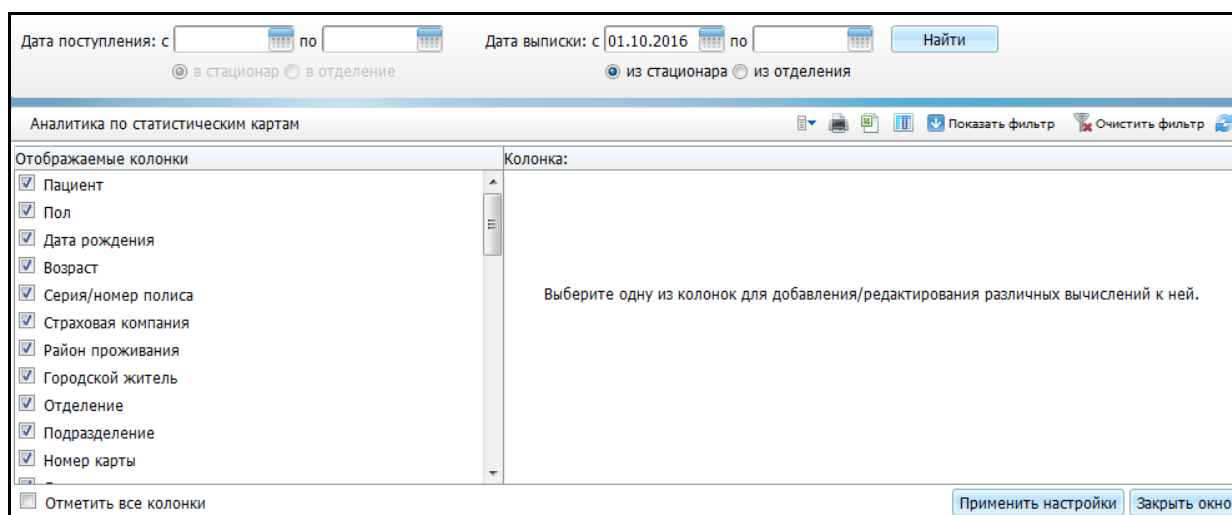 Дата поступления: с по Дата выписки: с 01.10.2016 по Найти
в стационар в отделение из стационара из отделения
Аналитика по статистическим картам Показать фильтр Очистить фильтр
Отображаемые колонки Колонка:
Пациент
Пол
Дата рождения
Возраст
Серия/номер полиса
Выберите одну из колонок для добавления/редактирования различных вычислений к ней.
Страховая компания
Район проживания
Городской житель
Отделение
Подразделение
Номер карты
Отметить все колонки Применить настройки Закрыть окно